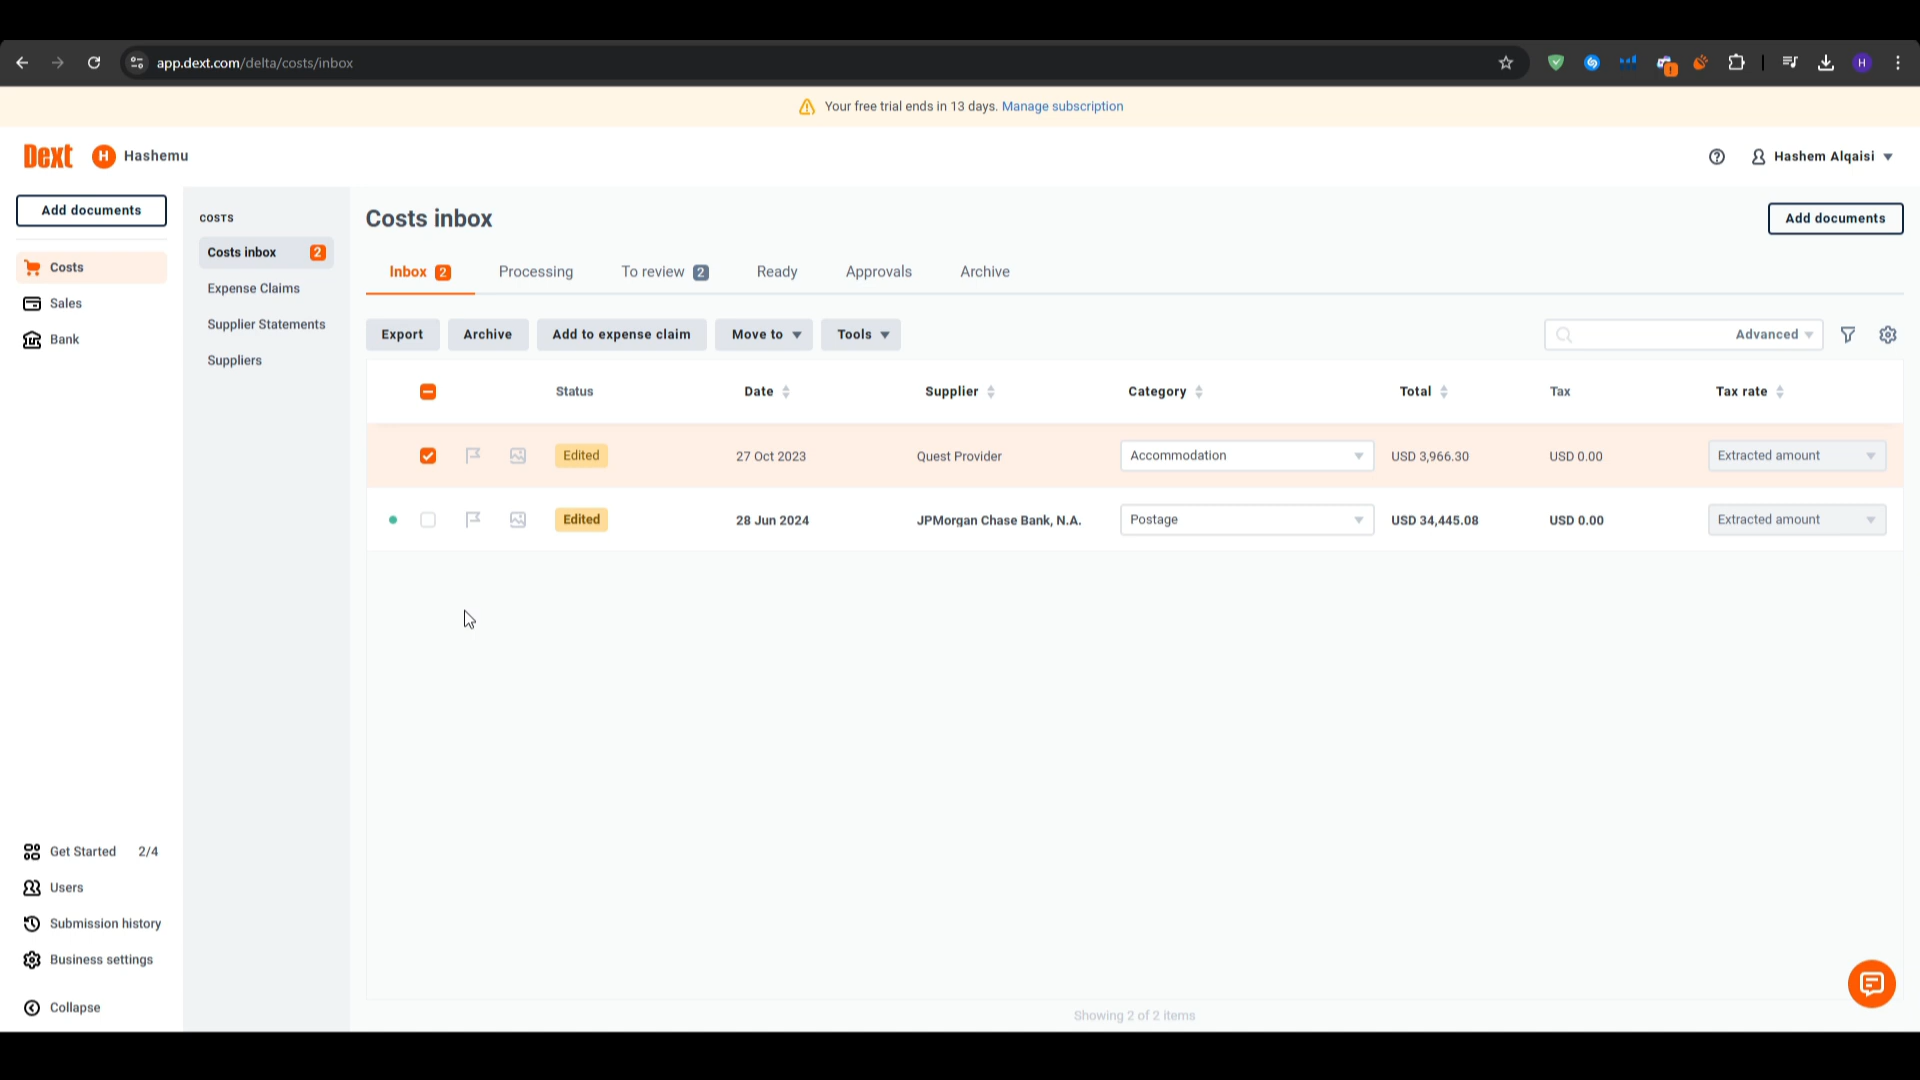 app.dext.com/delta/costs/inbox
H
Your free trial ends in 13 days. Manage subscription
Dext
H Hashemu
Hashem Alqaisi
Add documents
Costs
Sales
Bank
Get Started 2/4
Users
Submission history
Business settings
Collapse
COSTS
Costs inbox 2
Expense Claims
Supplier Statements
Suppliers
Costs inbox
Add documents
Inbox 2 Processing To review 2 Ready Approvals Archive
Export Archive Add to expense claim Move to Tools
Advanced
Status Date Supplier Category Total Tax Tax rate
Edited 27 Oct 2023 Quest Provider Accommodation USD 3,966.30 USD 0.00 Extracted amount
Edited 28 Jun 2024 JPMorgan Chase Bank, N.A. Postage USD 34,445.08 USD 0.00 Extracted amount
Showing 2 of 2 items